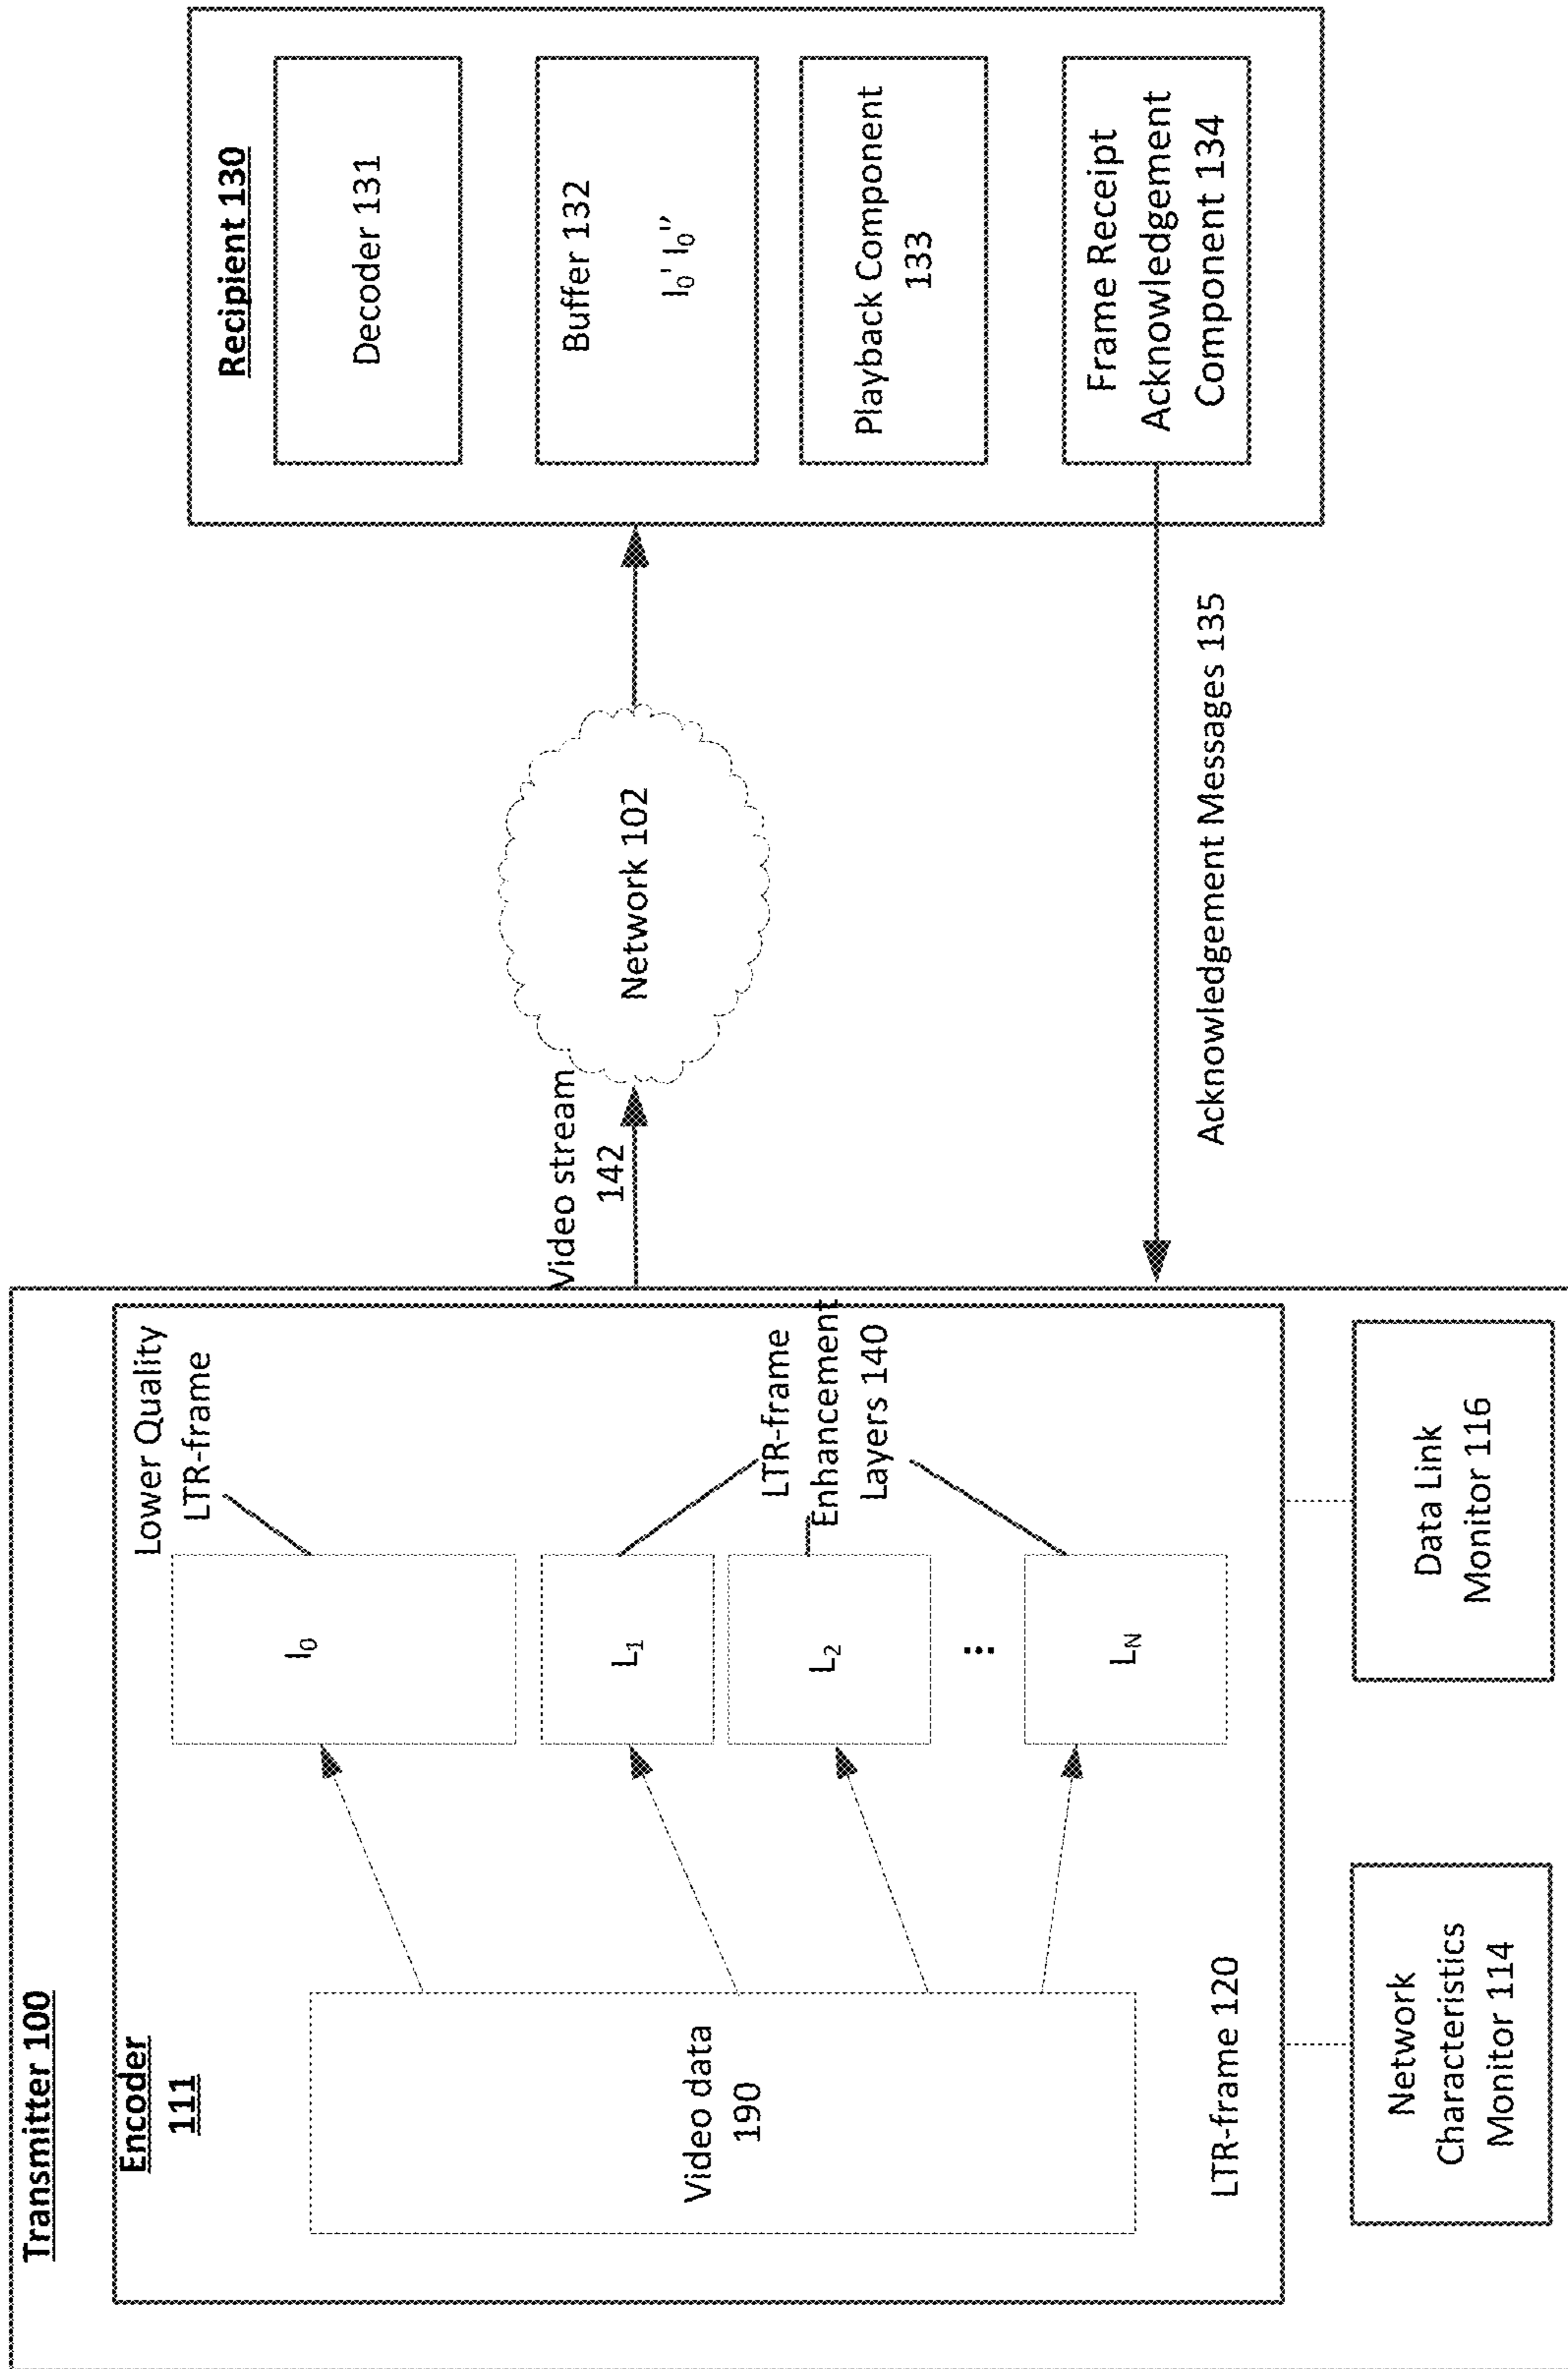 Transmitter 100
Encoder
111
Video data
190
LTR-frame 120
Lower Quality
LTR-frame
I₀
L₁
L₂
⋮
L_N
LTR-frame
Enhancement
Layers 140
Network
Characteristics
Monitor 114
Data Link
Monitor 116
Video stream
142
Network 102
Acknowledgement Messages 135
Recipient 130
Decoder 131
Buffer 132
I₀' I₀''
Playback Component
133
Frame Receipt
Acknowledgement
Component 134